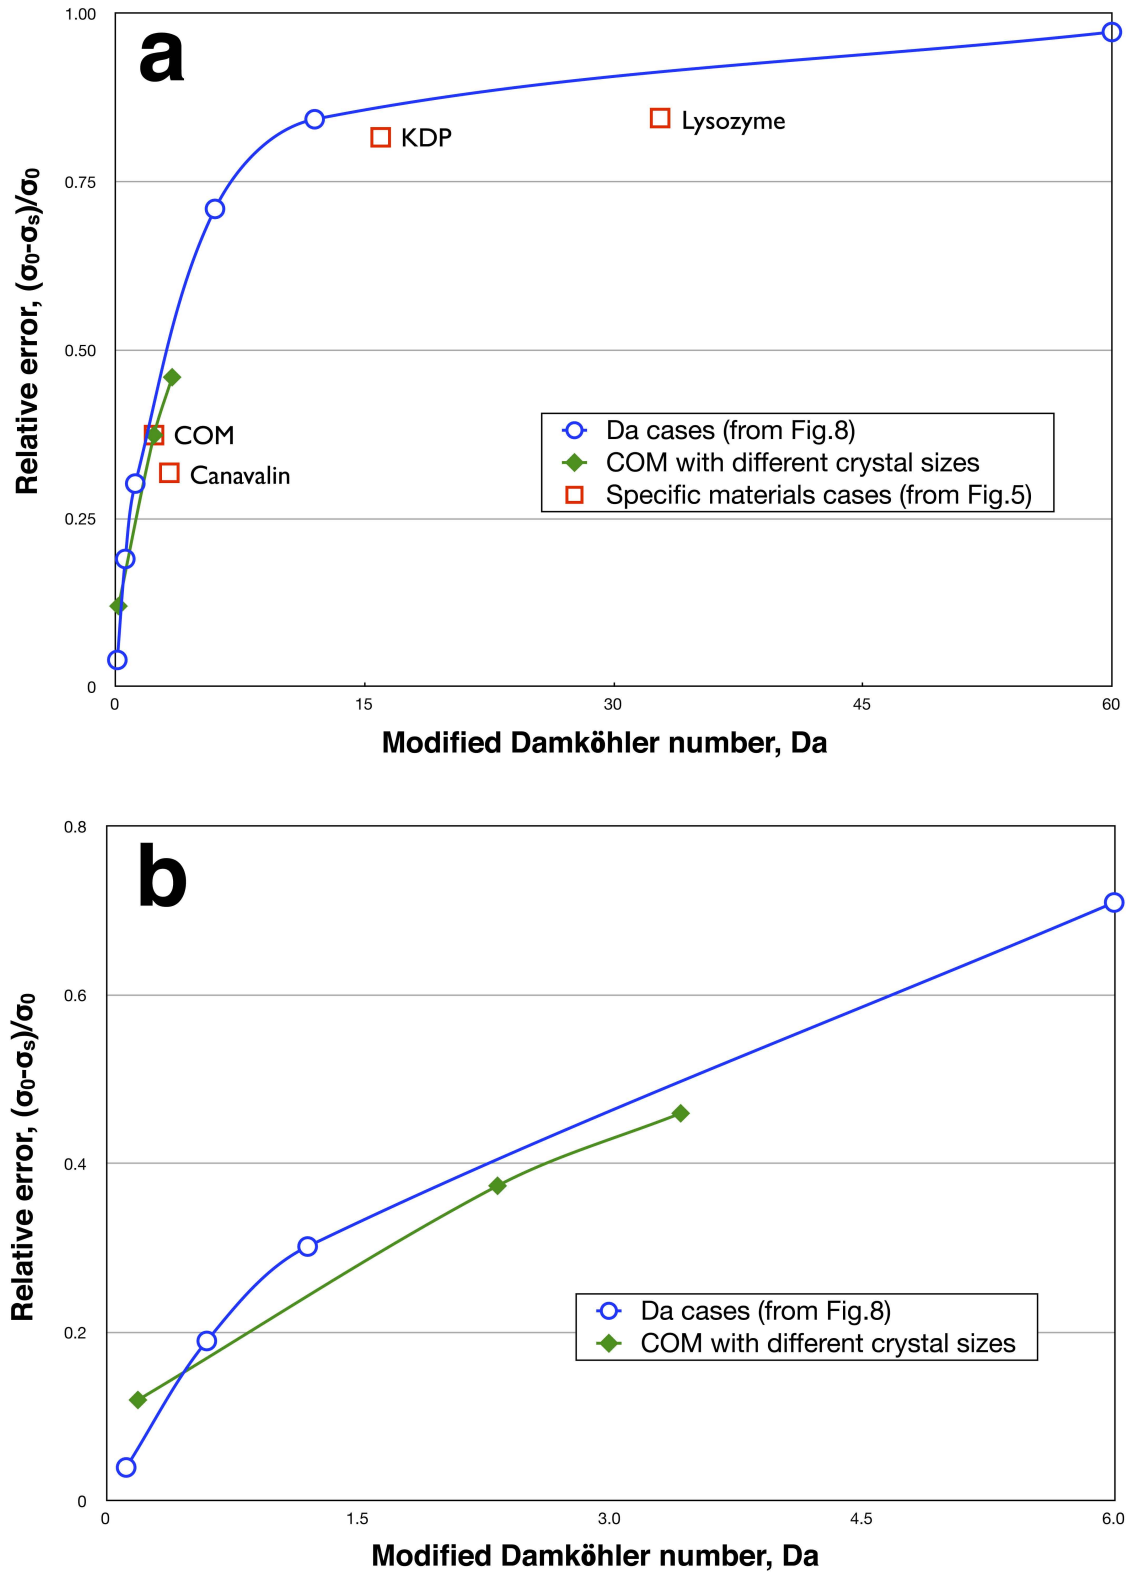 a
1.00
0.75
0.50
0.25
0
Relative error, (σ0-σs)/σ0
KDP
Lysozyme
COM
Canavalin
Da cases (from Fig.8)
COM with different crystal sizes
Specific materials cases (from Fig.5)
0 15 30 45 60
Modified Damköhler number, Da
b
0.8
0.6
0.4
0.2
0
Relative error, (σ0-σs)/σ0
Da cases (from Fig.8)
COM with different crystal sizes
0 1.5 3.0 4.5 6.0
Modified Damköhler number, Da